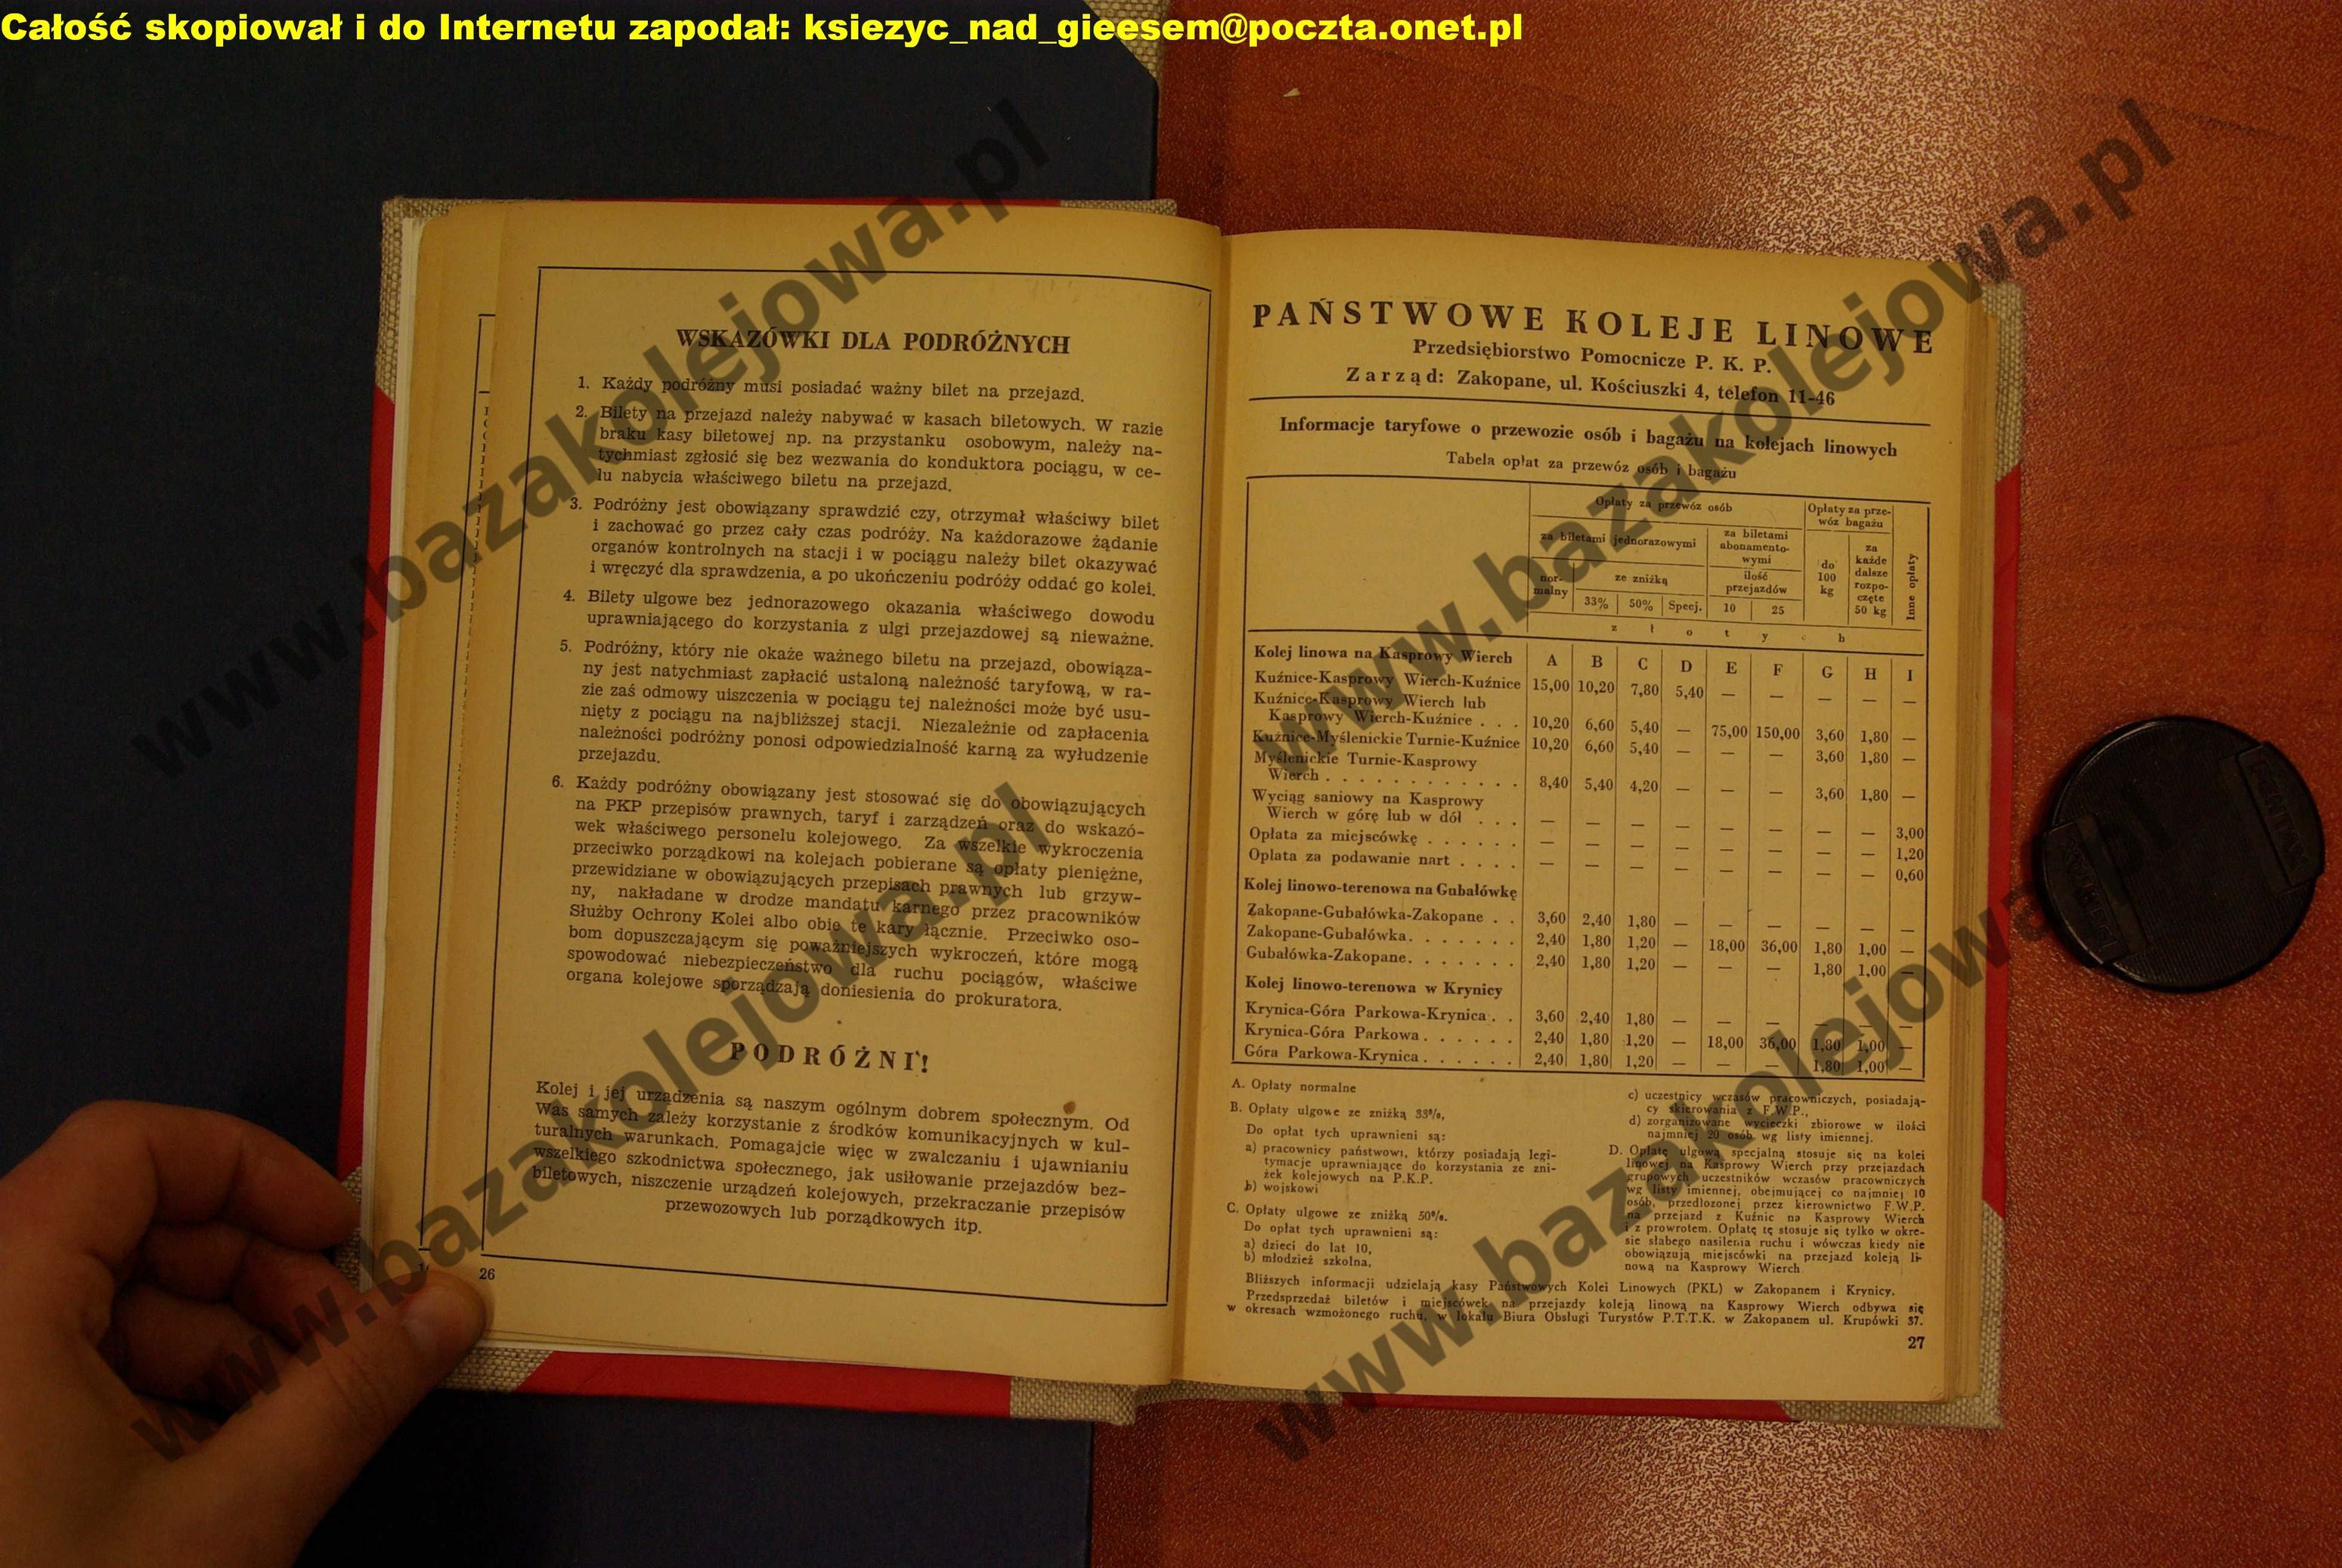 Całość skopiował i do Internetu zapodał: ksiezyc_nad_gieesem@poczta.onet.pl
WSKAZÓWKI DLA PODRÓŻNYCH
1. Każdy podróżny musi posiadać ważny bilet na przejazd.
2. Bilety na przejazd należy nabywać w kasach biletowych. W razie
braku kasy biletowej np. na przystanku osobowym, należy na-
tychmiast zgłosić się bez wezwania do konduktora pociągu, w ce-
lu nabycia właściwego biletu na przejazd.
3. Podróżny jest obowiązany sprawdzić czy, otrzymał właściwy bilet
i zachować go przez cały czas podróży. Na każdorazowe żądanie
organów kontrolnych na stacji i w pociągu należy bilet okazywać
i wręczyć dla sprawdzenia, a po ukończeniu podróży oddać go kolei.
4. Bilety ulgowe bez jednorazowego okazania właściwego dowodu
uprawniającego do korzystania z ulgi przejazdowej są nieważne.
5. Podróżny, który nie okaże ważnego biletu na przejazd, obowiąza-
ny jest natychmiast zapłacić ustaloną należność taryfową, w ra-
zie zaś odmowy uiszczenia w pociągu tej należności może być usu-
nięty z pociągu na najbliższej stacji. Niezależnie od zapłacenia
należności podróżny ponosi odpowiedzialność karną za wyłudzenie
przejazdu.
6. Każdy podróżny obowiązany jest stosować się do obowiązujących
na PKP przepisów prawnych, taryf i zarządzeń oraz do wskazó-
wek właściwego personelu kolejowego. Za wszelkie wykroczenia
przeciwko porządkowi na kolejach pobierane są opłaty pieniężne,
przewidziane w obowiązujących przepisach prawnych lub grzyw-
ny, nakładane w drodze mandatu karnego przez pracowników
Służby Ochrony Kolei albo obie te kary łącznie. Przeciwko oso-
bom dopuszczającym się poważniejszych wykroczeń, które mogą
spowodować niebezpieczeństwo dla ruchu pociągów, właściwe
organa kolejowe sporządzają doniesienia do prokuratora.
PODRÓŻNI!
Kolej i jej urządzenia są naszym ogólnym dobrem społecznym. Od
Was samych zależy korzystanie z środków komunikacyjnych w kul-
turalnych warunkach. Pomagajcie więc w zwalczaniu i ujawnianiu
wszelkiego szkodnictwa społecznego, jak usiłowanie przejazdów bez-
biletowych, niszczenie urządzeń kolejowych, przekraczanie przepisów
przewozowych lub porządkowych itp.
26
PAŃSTWOWE KOLEJE LINOWE
Przedsiębiorstwo Pomocnicze P. K. P.
Zarząd: Zakopane, ul. Kościuszki 4, telefon 11-46
Informacje taryfowe o przewozie osób i bagażu na kolejach linowych
Tabela opłat za przewóz osób i bagażu
Opłaty za przewóz osób
Opłaty za prze-
wóz bagażu
Inne opłaty
za biletami jednorazowymi
za biletami
abonamento-
wymi
do
100
kg
za
każde
dalsze
rozpo-
częte
50 kg
nor-
malny
ze zniżką
ilość
przejazdów
33% 50% Specj. 10 25
z ł o t y c h
Kolej linowa na Kasprowy Wierch A B C D E F G H I
Kuźnice-Kasprowy Wierch-Kuźnice 15,00 10,20 7,80 5,40 — — — — —
Kuźnice-Kasprowy Wierch lub
Kasprowy Wierch-Kuźnice . . . 10,20 6,60 5,40 — 75,00 150,00 3,60 1,80 —
Kuźnice-Myślenickie Turnie-Kuźnice 10,20 6,60 5,40 — — — 3,60 1,80 —
Myślenickie Turnie-Kasprowy
Wierch . . . . . . . . . . . . 8,40 5,40 4,20 — — — 3,60 1,80 —
Wyciąg saniowy na Kasprowy
Wierch w górę lub w dół . . . — — — — — — — — 3,00
Opłata za miejscówkę . . . . . . — — — — — — — — 1,20
Opłata za podawanie nart . . . . — — — — — — — — 0,60
Kolej linowo-terenowa na Gubałówkę
Zakopane-Gubałówka-Zakopane . . 3,60 2,40 1,80 — — — — — —
Zakopane-Gubałówka. . . . . . . 2,40 1,80 1,20 — 18,00 36,00 1,80 1,00 —
Gubałówka-Zakopane. . . . . . . 2,40 1,80 1,20 — — — 1,80 1,00 —
Kolej linowo-terenowa w Krynicy
Krynica-Góra Parkowa-Krynica . . 3,60 2,40 1,80 — — — — — —
Krynica-Góra Parkowa . . . . . . 2,40 1,80 1,20 — 18,00 36,00 1,80 1,00 —
Góra Parkowa-Krynica . . . . . . 2,40 1,80 1,20 — — — 1,80 1,00 —
A. Opłaty normalne
B. Opłaty ulgowe ze zniżką 33%,
Do opłat tych uprawnieni są:
a) pracownicy państwowi, którzy posiadają legi-
tymacje uprawniające do korzystania ze zni-
żek kolejowych na P.K.P.
b) wojskowi
C. Opłaty ulgowe ze zniżką 50%.
Do opłat tych uprawnieni są:
a) dzieci do lat 10,
b) młodzież szkolna,
c) uczestnicy wczasów pracowniczych, posiadają-
cy skierowania z F.W.P.,
d) zorganizowane wycieczki zbiorowe w ilości
najmniej 20 osób wg listy imiennej.
D. Opłatę ulgową specjalną stosuje się na kolei
linowej na Kasprowy Wierch przy przejazdach
grupowych uczestników wczasów pracowniczych
wg listy imiennej, obejmującej co najmniej 10
osób, przedłożonej przez kierownictwo F.W.P.
na przejazd z Kuźnic na Kasprowy Wierch
i z prowrotem. Opłatę tę stosuje się tylko w okre-
sie słabego nasilenia ruchu i wówczas kiedy nie
obowiązują miejscówki na przejazd koleją li-
nową na Kasprowy Wierch
Bliższych informacji udzielają kasy Państwowych Kolei Linowych (PKL) w Zakopanem i Krynicy.
Przedsprzedaż biletów i miejscówek na przejazdy koleją linową na Kasprowy Wierch odbywa się
w okresach wzmożonego ruchu, w lokalu Biura Obsługi Turystów P.T.T.K. w Zakopanem ul. Krupówki 37.
27
www.bazakolejowa.pl
www.bazakolejowa.pl
www.bazakolejowa.pl
www.bazakolejowa.pl
PENTAX